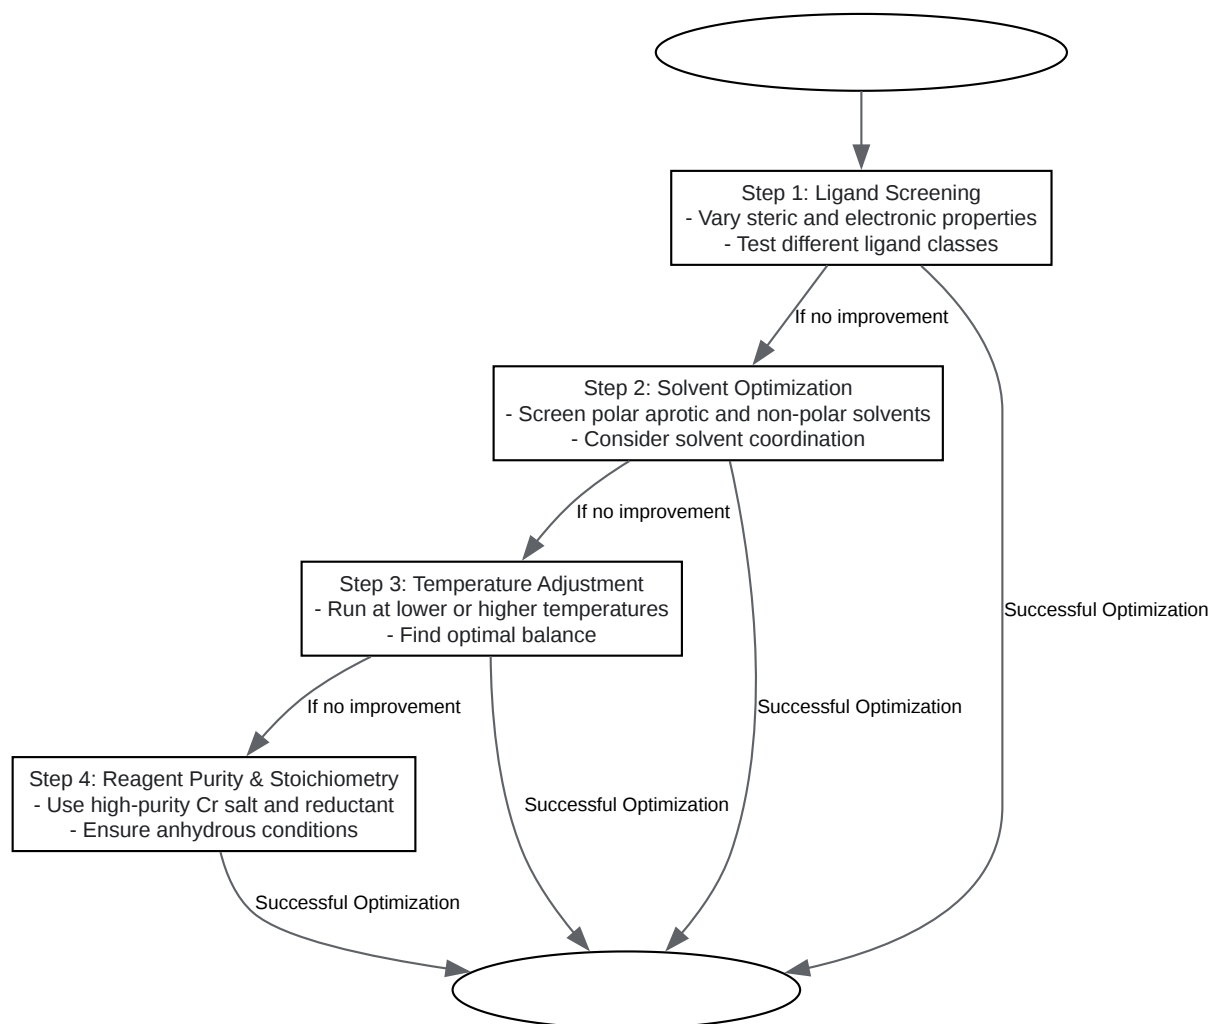 Step 1: Ligand Screening
- Vary steric and electronic properties
- Test different ligand classes
If no improvement
Step 2: Solvent Optimization
- Screen polar aprotic and non-polar solvents
- Consider solvent coordination
If no improvement
Step 3: Temperature Adjustment
- Run at lower or higher temperatures
- Find optimal balance
Successful Optimization
If no improvement
Successful Optimization
Step 4: Reagent Purity & Stoichiometry
- Use high-purity Cr salt and reductant
- Ensure anhydrous conditions
Successful Optimization
Successful Optimization